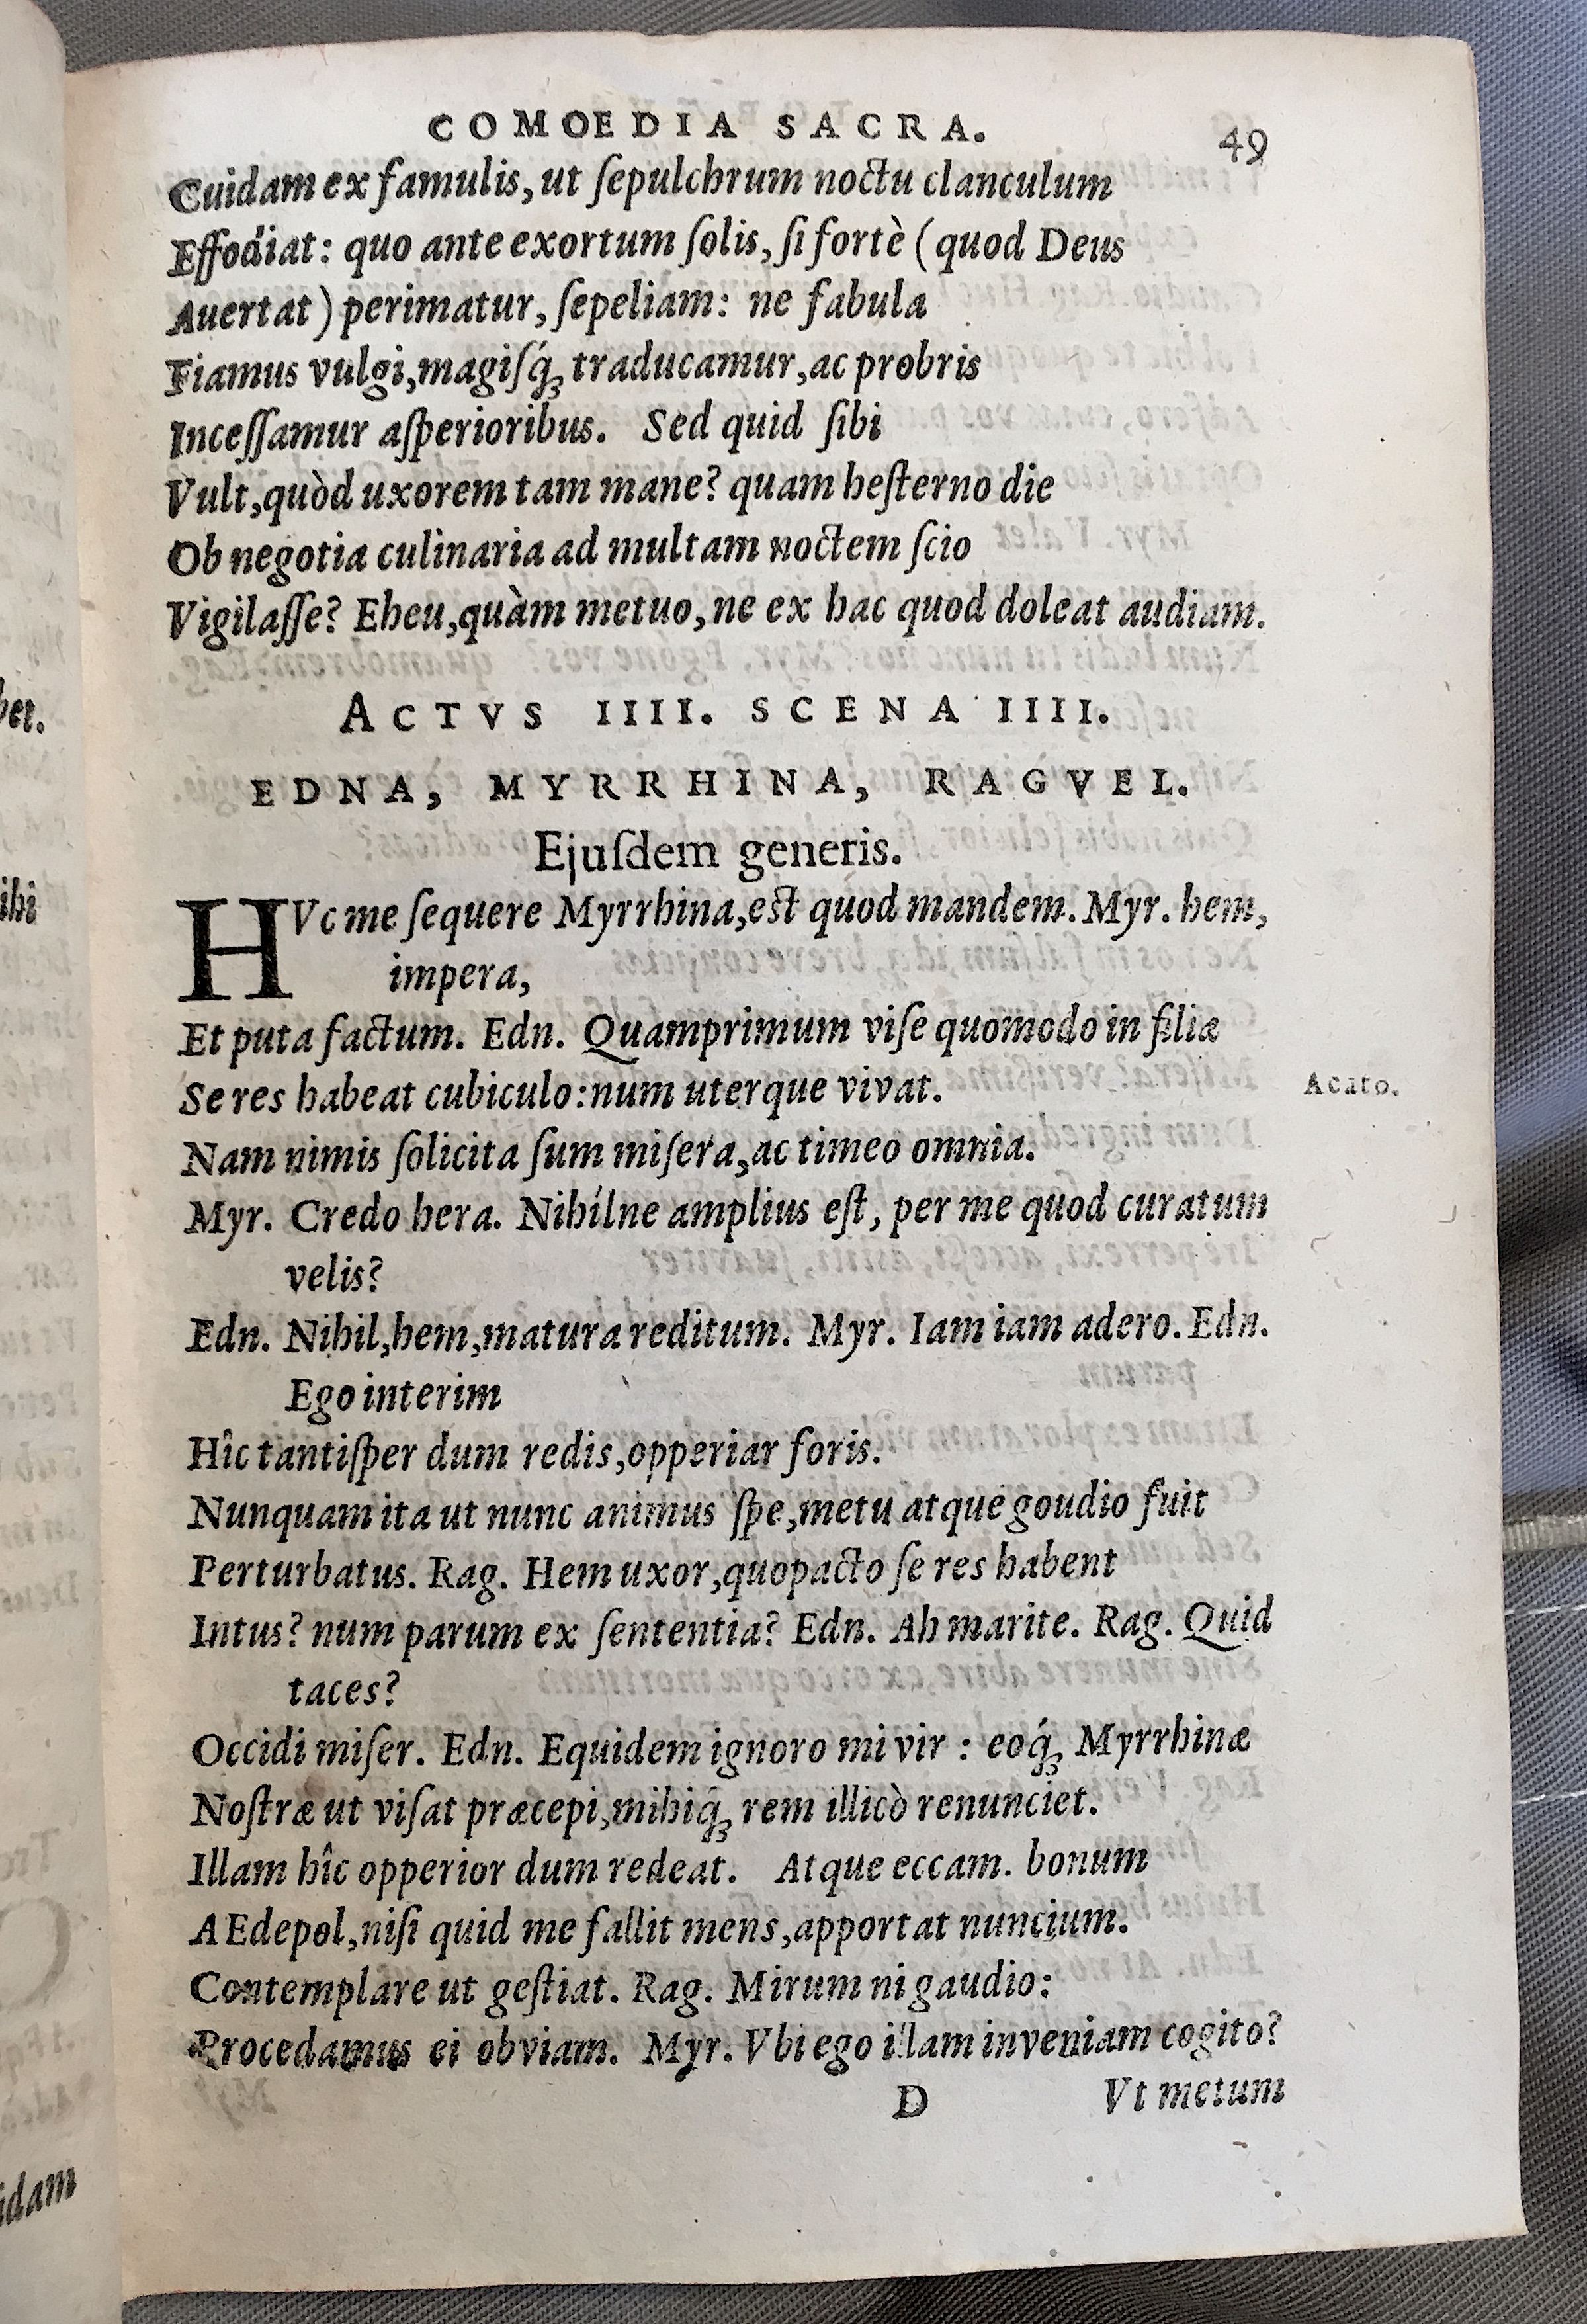 COMOEDIA SACRA. 49
Cuidam ex famulis, ut ſepulchrum noctu clanculum
Effodiat: quo ante exortum ſolis, ſi fortè (quod Deus
Auertat) perimatur, ſepeliam: ne fabula
Fiamus vulgi, magiſq́ꝫ traducamur, ac probris
Inceſſamur aſperioribus. Sed quid ſibi
Vult, quòd uxorem tam mane? quam heſterno die
Ob negotia culinaria ad multam noctem ſcio
Vigilaſſe? Eheu, quàm metuo, ne ex hac quod doleat audiam.
ACTVS IIII. SCENA IIII.
EDNA, MYRRHINA, RAGVEL.
Ejuſdem generis.
HVc me ſequere Myrrhina, eſt quod mandem. Myr. hem,
impera,
Et puta factum. Edn. Quamprimum viſe quomodo in filiæ
Se res habeat cubiculo: num uterque vivat. Acato.
Nam nimis ſolicita ſum miſera, ac timeo omnia.
Myr. Credo hera. Nihílne amplius eſt, per me quod curatum
velis?
Edn. Nihil, hem, matura reditum. Myr. Iam iam adero. Edn.
Ego interim
Hîc tantiſper dum redis, opperiar foris.
Nunquam ita ut nunc animus ſpe, metu atque goudio fuit
Perturbatus. Rag. Hem uxor, quo pacto ſe res habent
Intus? num parum ex ſententia? Edn. Ah marite. Rag. Quid
taces?
Occidi miſer. Edn. Equidem ignoro mi vir : eoq́ꝫ Myrrhinæ
Noſtræ ut viſat præcepi, mihiq́ꝫ rem illicò renunciet.
Illam hîc opperior dum redeat. Atque eccam. bonum
AEdepol, niſi quid me fallit mens, apportat nuncium.
Contemplare ut geſtiat. Rag. Mirum ni gaudio:
Procedamus ei obviam. Myr. Vbi ego illam inveniam cogito?
D Vt metum
bet.
ihi
idam